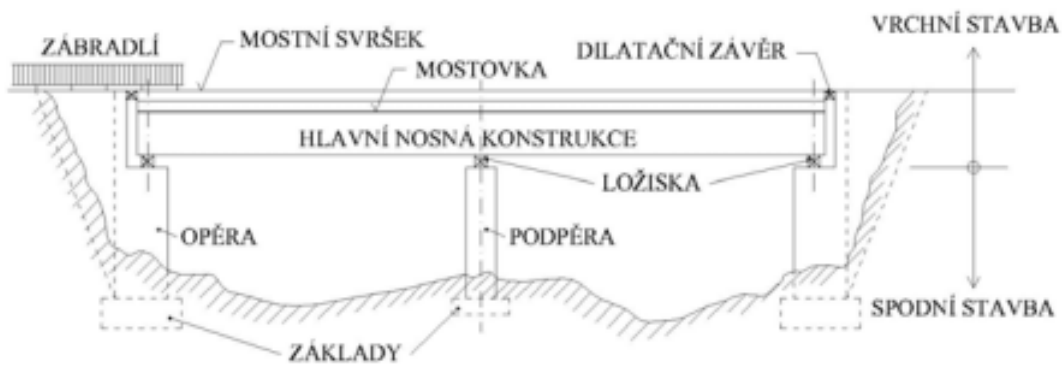 VRCHNÍ STAVBA
ZÁBRADLÍ
MOSTNÍ SVRŠEK
DILATAČNÍ ZÁVĚR
MOSTOVKA
HLAVNÍ NOSNÁ KONSTRUKCE
LOŽISKA
OPĚRA
PODPĚRA
SPODNÍ STAVBA
ZÁKLADY